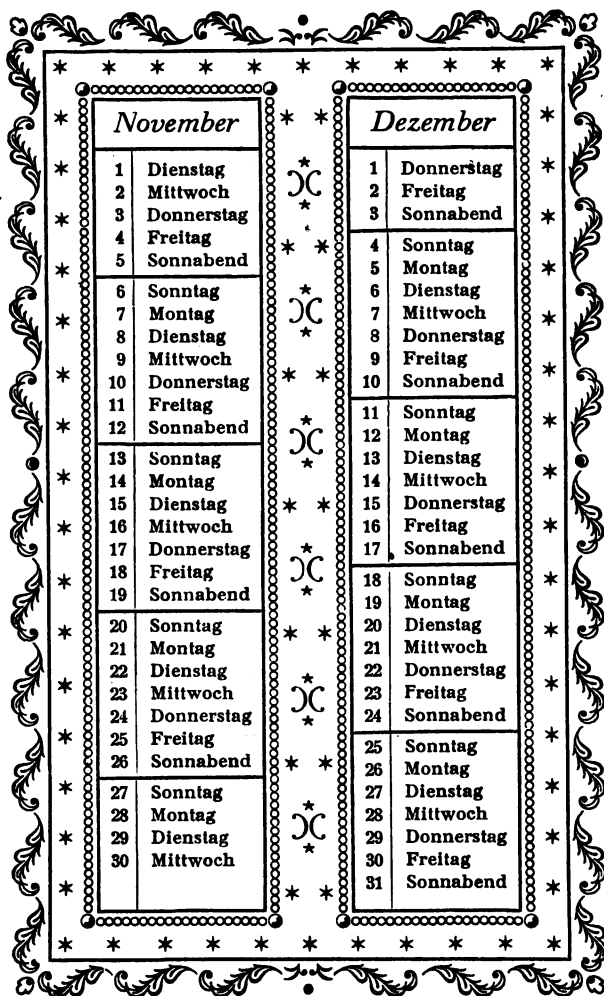 November
1 Dienstag
2 Mittwoch
3 Donnerstag
4 Freitag
5 Sonnabend
6 Sonntag
7 Montag
8 Dienstag
9 Mittwoch
10 Donnerstag
11 Freitag
12 Sonnabend
13 Sonntag
14 Montag
15 Dienstag
16 Mittwoch
17 Donnerstag
18 Freitag
19 Sonnabend
20 Sonntag
21 Montag
22 Dienstag
23 Mittwoch
24 Donnerstag
25 Freitag
26 Sonnabend
27 Sonntag
28 Montag
29 Dienstag
30 Mittwoch
Dezember
1 Donnerstag
2 Freitag
3 Sonnabend
4 Sonntag
5 Montag
6 Dienstag
7 Mittwoch
8 Donnerstag
9 Freitag
10 Sonnabend
11 Sonntag
12 Montag
13 Dienstag
14 Mittwoch
15 Donnerstag
16 Freitag
17 Sonnabend
18 Sonntag
19 Montag
20 Dienstag
21 Mittwoch
22 Donnerstag
23 Freitag
24 Sonnabend
25 Sonntag
26 Montag
27 Dienstag
28 Mittwoch
29 Donnerstag
30 Freitag
31 Sonnabend